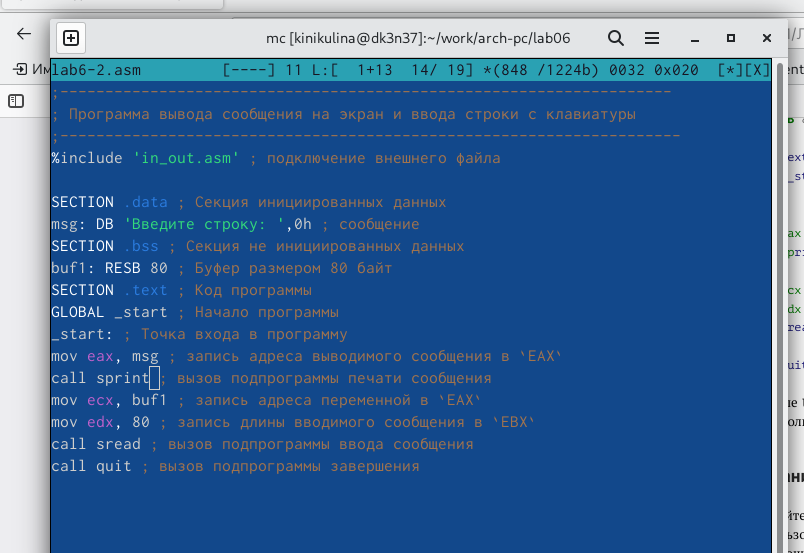 mc [kinikulina@dk3n37]:~/work/arch-pc/lab06
lab6-2.asm [----] 11 L:[ 1+13 14/ 19] *(848 /1224b) 0032 0x020 [*][X]
;--------------------------------------------------------------------
; Программа вывода сообщения на экран и ввода строки с клавиатуры
;---------------------------------------------------------------------
%include 'in_out.asm' ; подключение внешнего файла
SECTION .data ; Секция инициированных данных
msg: DB 'Введите строку: ',0h ; сообщение
SECTION .bss ; Секция не инициированных данных
buf1: RESB 80 ; Буфер размером 80 байт
SECTION .text ; Код программы
GLOBAL _start ; Начало программы
_start: ; Точка входа в программу
mov eax, msg ; запись адреса выводимого сообщения в `EAX`
call sprint ; вызов подпрограммы печати сообщения
mov ecx, buf1 ; запись адреса переменной в `EAX`
mov edx, 80 ; запись длины вводимого сообщения в `EBX`
call sread ; вызов подпрограммы ввода сообщения
call quit ; вызов подпрограммы завершения